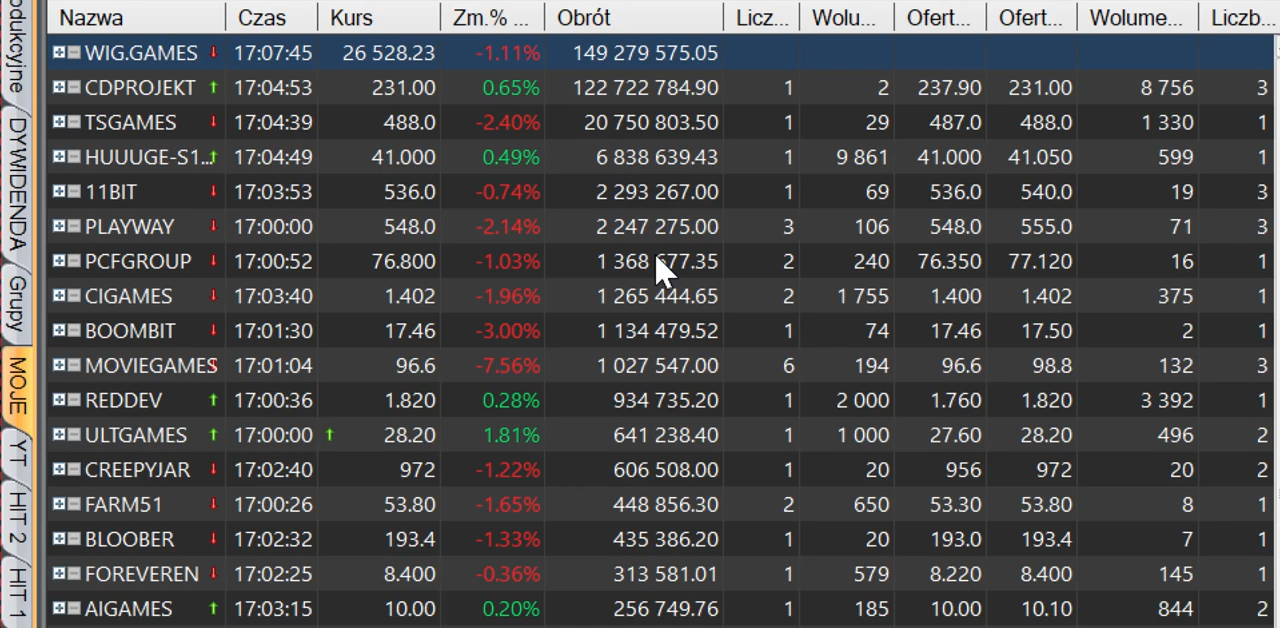 Nazwa Czas Kurs Zm.% ... Obrót Licz... Wolu... Ofert... Ofert... Wolume... Liczb...
WIG.GAMES 17:07:45 26 528.23 -1.11% 149 279 575.05
CDPROJEKT 17:04:53 231.00 0.65% 122 722 784.90 1 2 237.90 231.00 8 756 3
TSGAMES 17:04:39 488.0 -2.40% 20 750 803.50 1 29 487.0 488.0 1 330 1
HUUUGE-S1... 17:04:49 41.000 0.49% 6 838 639.43 1 9 861 41.000 41.050 599 1
11BIT 17:03:53 536.0 -0.74% 2 293 267.00 1 69 536.0 540.0 19 3
PLAYWAY 17:00:00 548.0 -2.14% 2 247 275.00 3 106 548.0 555.0 71 3
PCFGROUP 17:00:52 76.800 -1.03% 1 368 677.35 2 240 76.350 77.120 16 1
CIGAMES 17:03:40 1.402 -1.96% 1 265 444.65 2 1 755 1.400 1.402 375 1
BOOMBIT 17:01:30 17.46 -3.00% 1 134 479.52 1 74 17.46 17.50 2 1
MOVIEGAMES 17:01:04 96.6 -7.56% 1 027 547.00 6 194 96.6 98.8 132 3
REDDEV 17:00:36 1.820 0.28% 934 735.20 1 2 000 1.760 1.820 3 392 1
ULTGAMES 17:00:00 28.20 1.81% 641 238.40 1 1 000 27.60 28.20 496 2
CREEPYJAR 17:02:40 972 -1.22% 606 508.00 1 20 956 972 20 2
FARM51 17:00:26 53.80 -1.65% 448 856.30 2 650 53.30 53.80 8 1
BLOOBER 17:02:32 193.4 -1.33% 435 386.20 1 20 193.0 193.4 7 1
FOREVEREN 17:02:25 8.400 -0.36% 313 581.01 1 579 8.220 8.400 145 1
AIGAMES 17:03:15 10.00 0.20% 256 749.76 1 185 10.00 10.10 844 2
odukcyjne
DYWIDENDA
Grupy
MOJE
YT
HIT 2
HIT 1